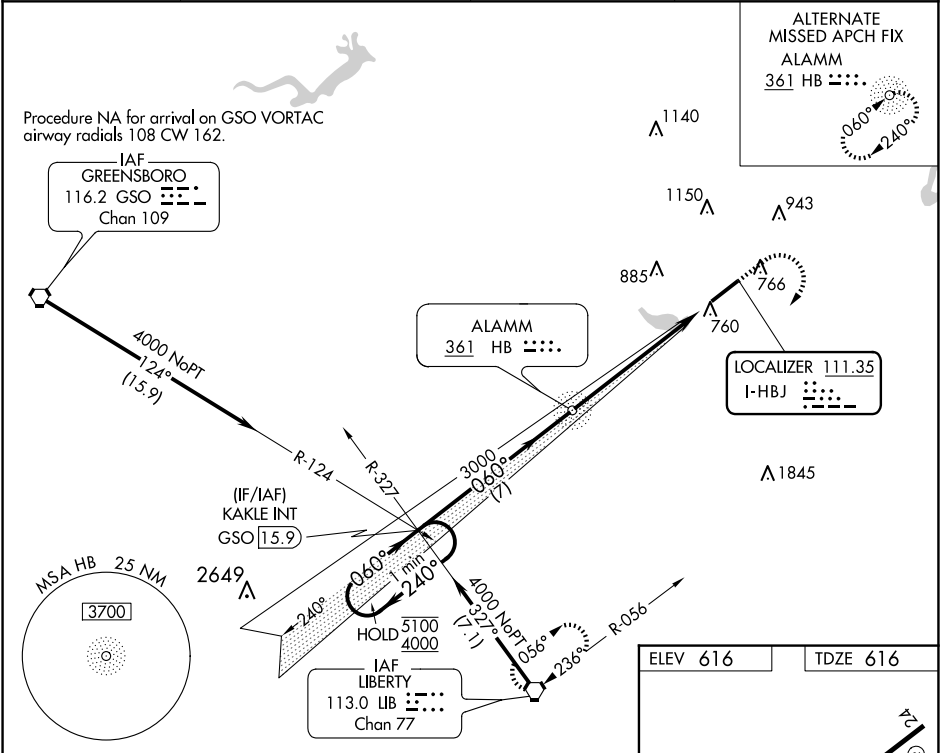 ALTERNATE
MISSED APCH FIX
ALAMM
361 HB
060°
240°
Procedure NA for arrival on GSO VORTAC
airway radials 108 CW 162.
IAF
GREENSBORO
116.2 GSO
Chan 109
1140
1150
943
885
766
760
ALAMM
361 HB
LOCALIZER 111.35
I-HBJ
4000 NoPT
124°
(15.9)
R-124
R-327
3000
060°
(7)
1845
(IF/IAF)
KAKLE INT
GSO 15.9
2649
060°
1 min
240°
240°
HOLD 5100
4000
4000 NoPT
327°
(7.1)
056°
236°
R-056
MSA HB 25 NM
3700
IAF
LIBERTY
113.0 LIB
Chan 77
ELEV 616
TDZE 616
24